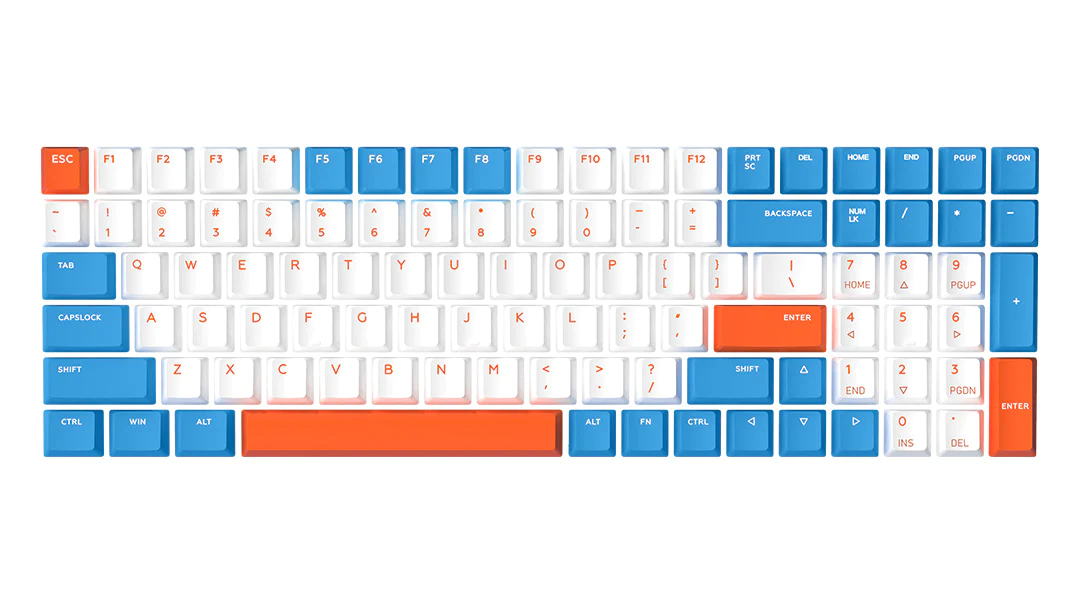 ESC F1 F2 F3 F4 F5 F6 F7 F8 F9 F10 F11 F12 PRT SC DEL HOME END PGUP PGDN
~ ` ! 1 @ 2 # 3 $ 4 % 5 ^ 6 & 7 * 8 ( 9 ) 0 — - + = BACKSPACE NUM LK / * -
TAB Q W E R T Y U I O P { [ } ] | \ 7 HOME 8 △ 9 PGUP +
CAPSLOCK A S D F G H J K L : ; " ' ENTER 4 ◁ 5 6 ▷
SHIFT Z X C V B N M < , > . ? / SHIFT △ 1 END 2 ▽ 3 PGDN ENTER
CTRL WIN ALT ALT FN CTRL ◁ ▽ ▷ 0 INS . DEL